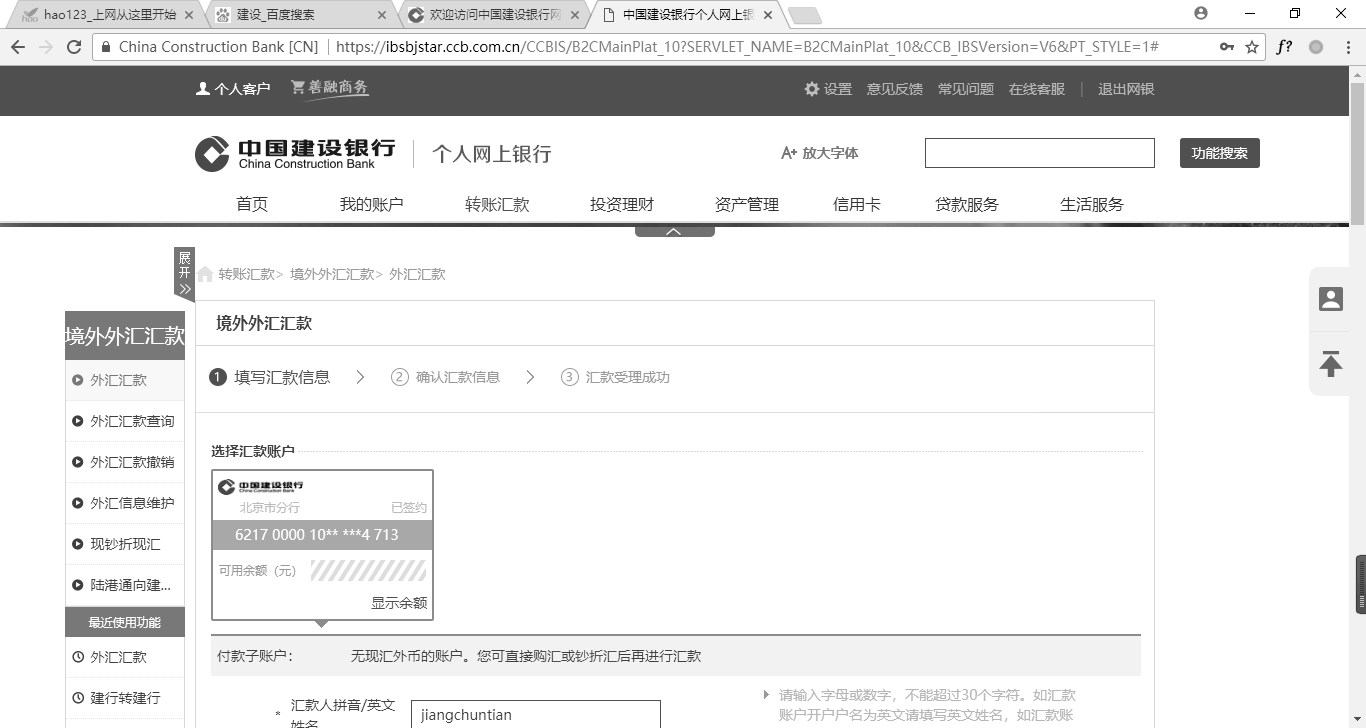 hao123_上网从这里开始
建设_百度搜索
欢迎访问中国建设银行网
中国建设银行个人网上银
China Construction Bank [CN]
https://ibsbjstar.ccb.com.cn/CCBIS/B2CMainPlat_10?SERVLET_NAME=B2CMainPlat_10&CCB_IBSVersion=V6&PT_STYLE=1#
f?
个人客户
善融商务
设置
意见反馈
常见问题
在线客服
退出网银
中国建设银行
China Construction Bank
个人网上银行
A+ 放大字体
功能搜索
首页
我的账户
转账汇款
投资理财
资产管理
信用卡
贷款服务
生活服务
展开
转账汇款> 境外外汇汇款> 外汇汇款
境外外汇汇款
外汇汇款
外汇汇款查询
外汇汇款撤销
外汇信息维护
现钞折现汇
陆港通向建...
最近使用功能
外汇汇款
建行转建行
境外外汇汇款
1 填写汇款信息
2 确认汇款信息
3 汇款受理成功
选择汇款账户
中国建设银行
China Construction Bank
北京市分行
已签约
6217 0000 10** ***4 713
可用余额（元）
显示余额
付款子账户：
无现汇外币的账户。您可直接购汇或钞折汇后再进行汇款
* 汇款人拼音/英文
姓名
jiangchuntian
请输入字母或数字，不能超过30个字符。如汇款
账户开户户名为英文请填写英文姓名，如汇款账